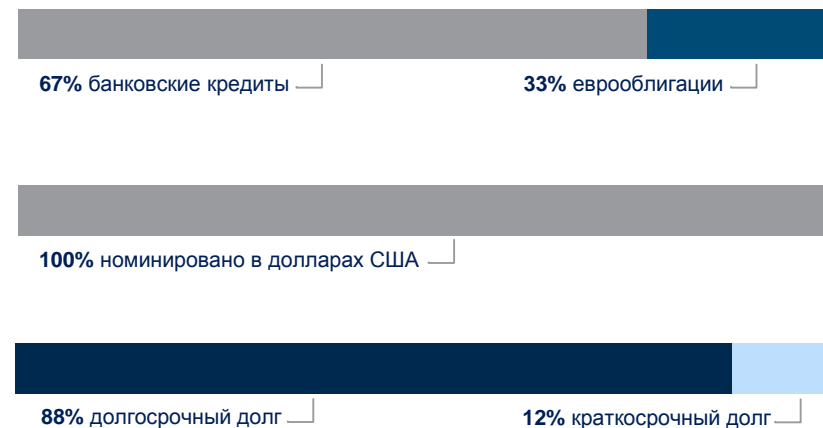 67% банковские кредиты
33% еврооблигации
100% номинировано в долларах США
88% долгосрочный долг
12% краткосрочный долг